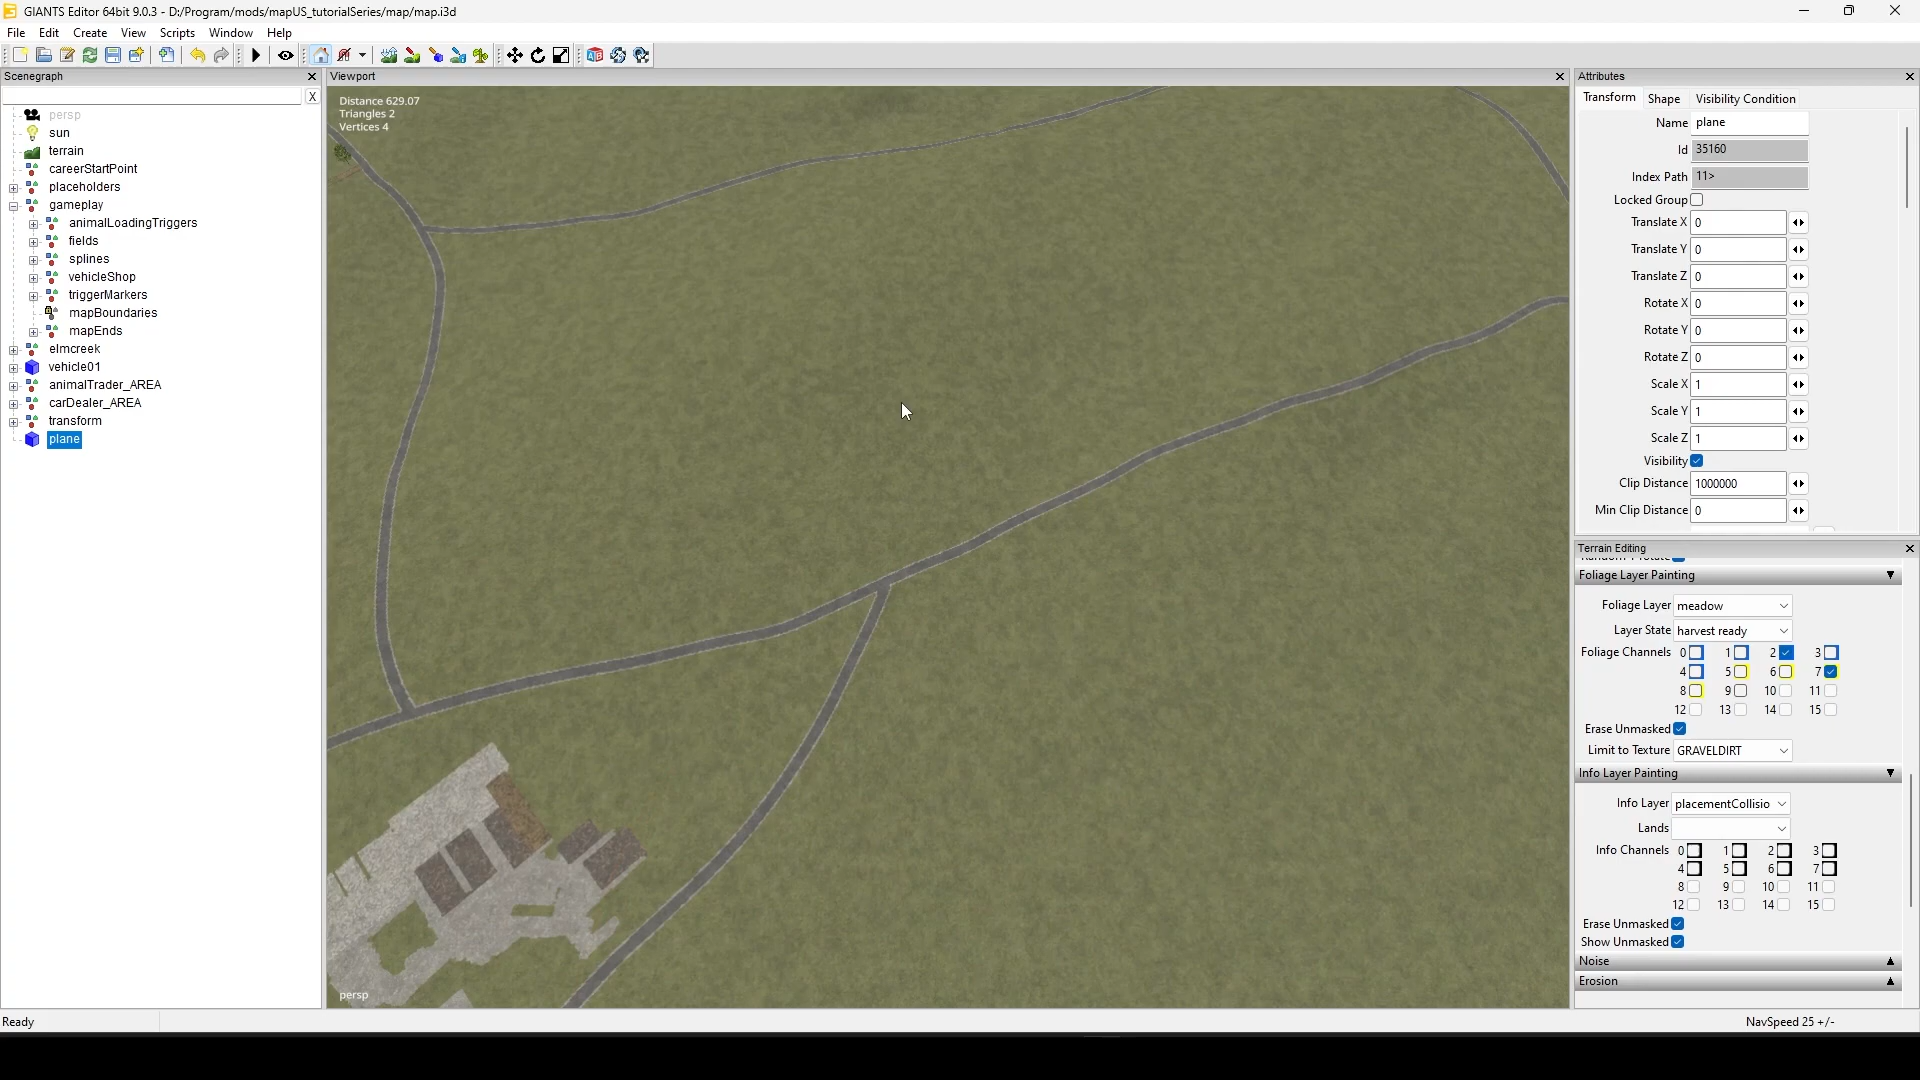 GIANTS Editor 64bit 9.0.3 - D:/Program/mods/mapUS_tutorialSeries/map/map.i3d
File Edit Create View Scripts Window Help
Scenegraph
X
persp
sun
terrain
careerStartPoint
placeholders
gameplay
animalLoadingTriggers
fields
splines
vehicleShop
triggerMarkers
mapBoundaries
mapEnds
elmcreek
vehicle01
animalTrader_AREA
carDealer_AREA
transform
plane
Viewport
Distance 629.07
Triangles 2
Vertices 4
persp
Attributes
Transform Shape Visibility Condition
Name plane
Id 35160
Index Path 11>
Locked Group
Translate X 0
Translate Y 0
Translate Z 0
Rotate X 0
Rotate Y 0
Rotate Z 0
Scale X 1
Scale Y 1
Scale Z 1
Visibility
Clip Distance 1000000
Min Clip Distance 0
Terrain Editing
Foliage Layer Painting
Foliage Layer meadow
Layer State harvest ready
Foliage Channels 0 1 2 3
4 5 6 7
8 9 10 11
12 13 14 15
Erase Unmasked
Limit to Texture GRAVELDIRT
Info Layer Painting
Info Layer placementCollisio
Lands
Info Channels 0 1 2 3
4 5 6 7
8 9 10 11
12 13 14 15
Erase Unmasked
Show Unmasked
Noise
Erosion
Ready
NavSpeed 25 +/-